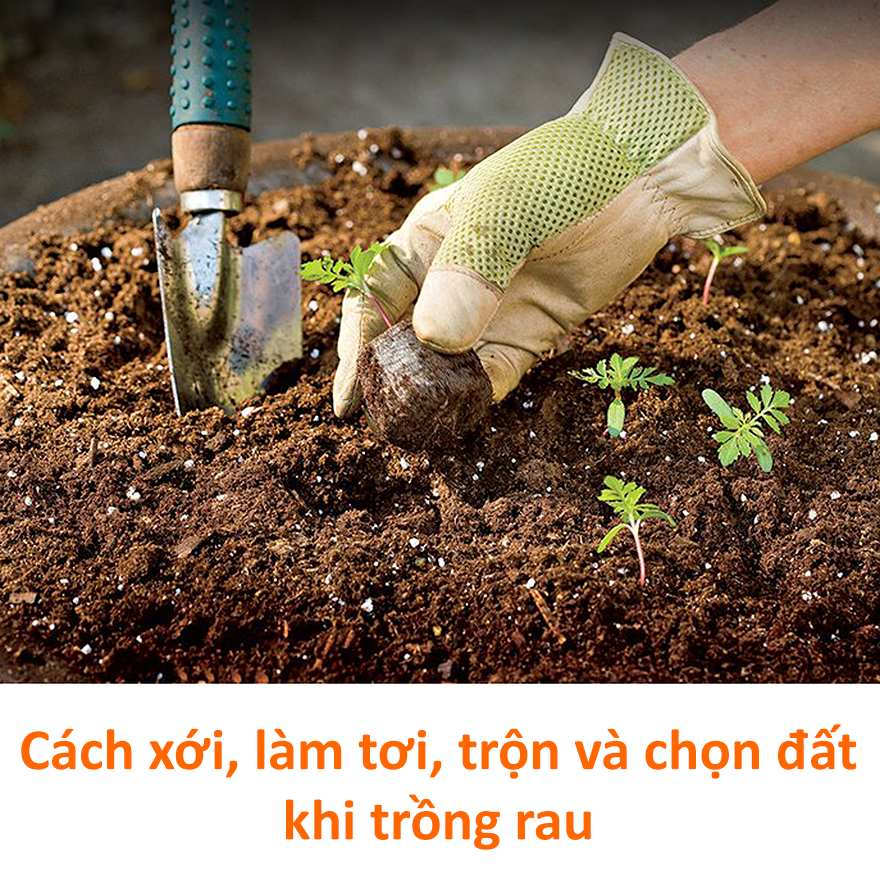 Cách xới, làm tơi, trộn và chọn đất
khi trồng rau